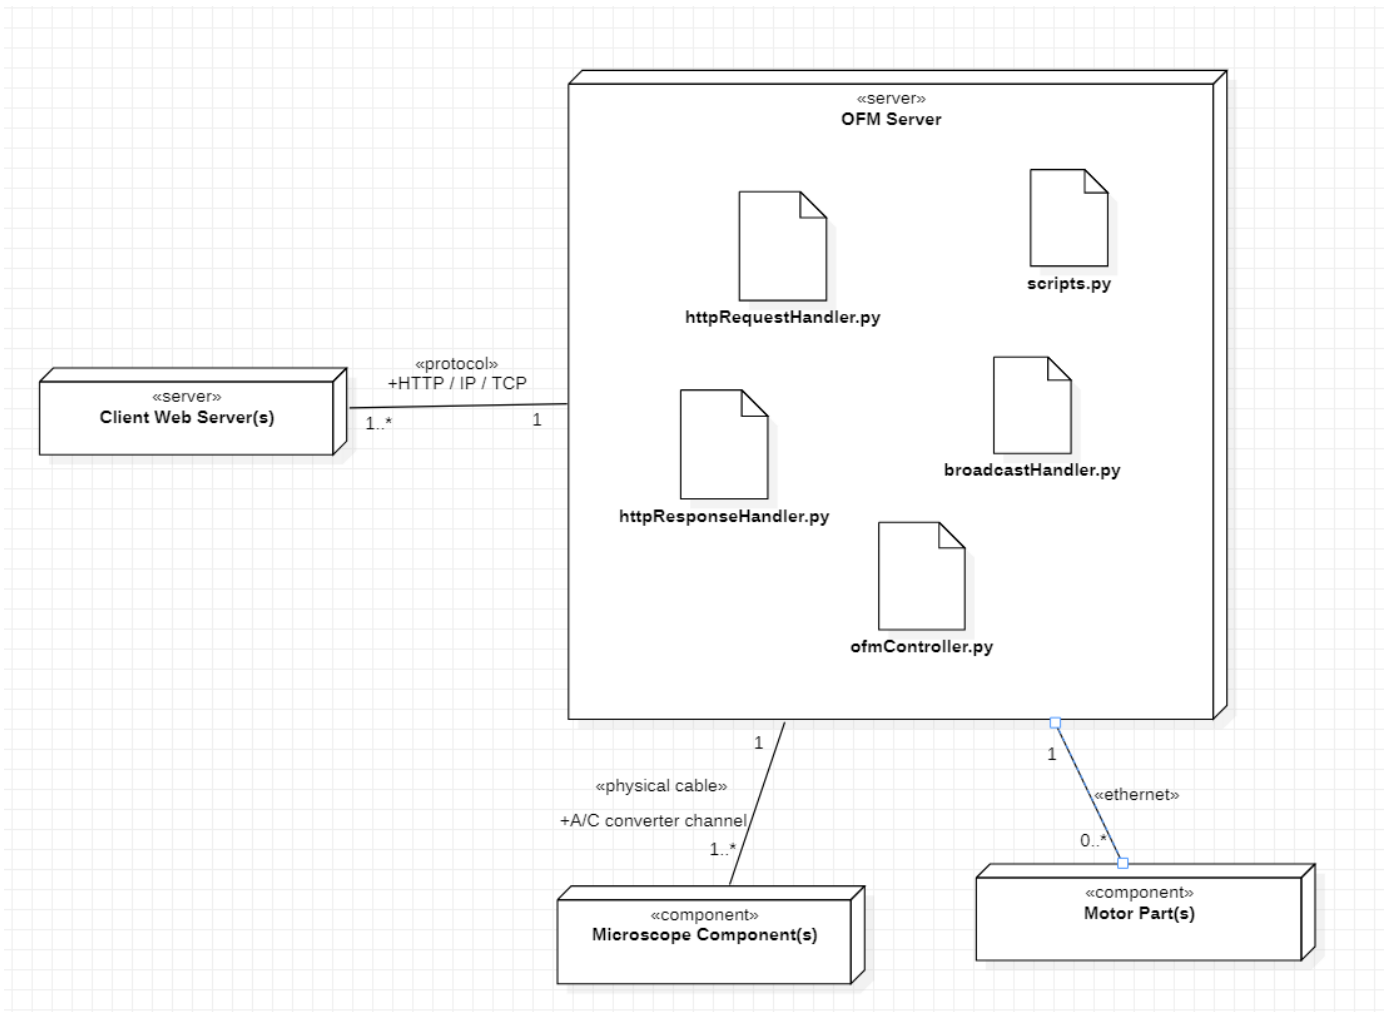 «server»
OFM Server
httpRequestHandler.py
scripts.py
«protocol»
+HTTP / IP / TCP
1..*
1
«server»
Client Web Server(s)
broadcastHandler.py
httpResponseHandler.py
ofmController.py
1
«physical cable»
+A/C converter channel
1..*
1
«ethernet»
0..*
«component»
Microscope Component(s)
«component»
Motor Part(s)